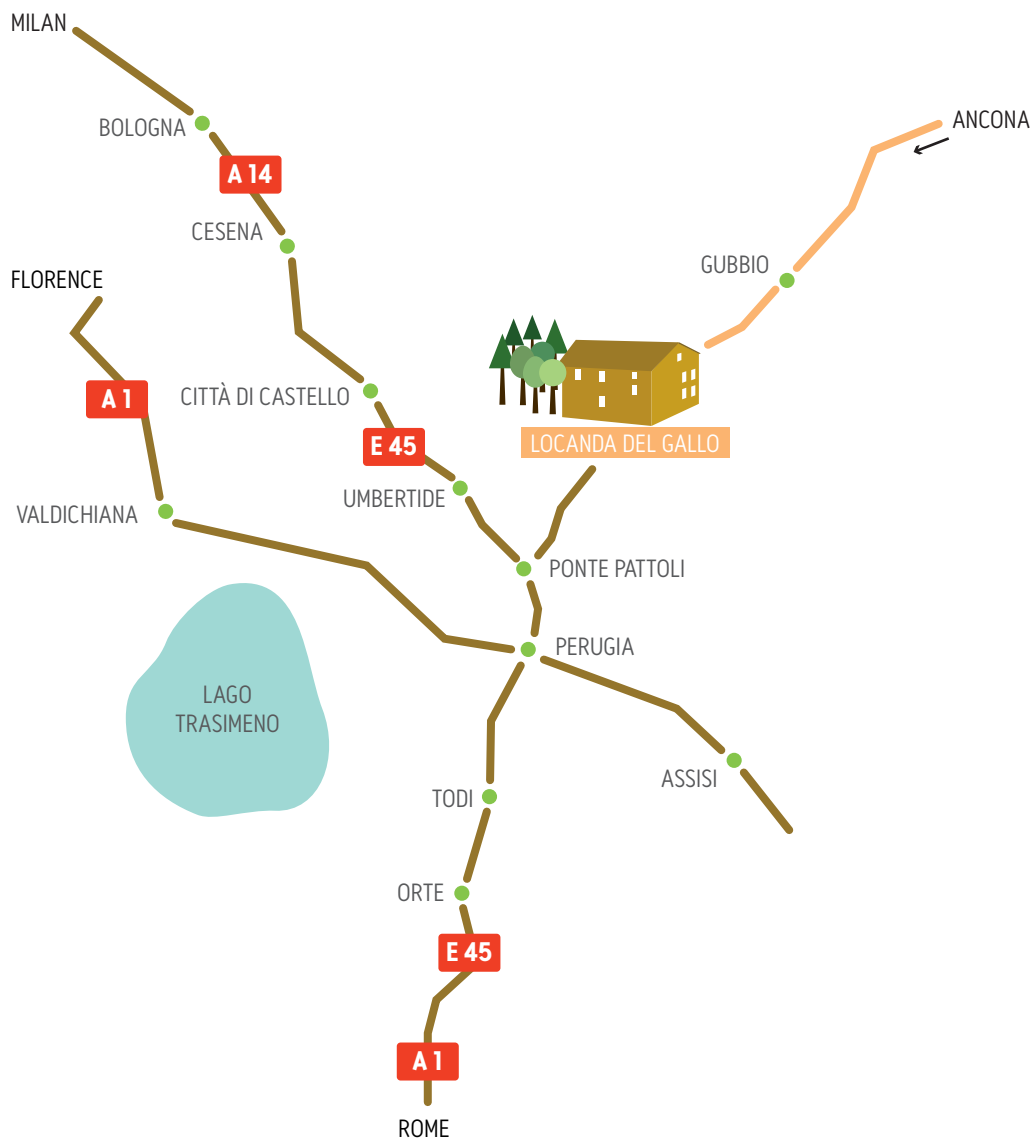 MILAN
ANCONA
BOLOGNA
A 14
CESENA
GUBBIO
FLORENCE
A 1
CITTÀ DI CASTELLO
E 45
LOCANDA DEL GALLO
UMBERTIDE
VALDICHIANA
PONTE PATTOLI
PERUGIA
LAGO
TRASIMENO
ASSISI
TODI
ORTE
E 45
A 1
ROME